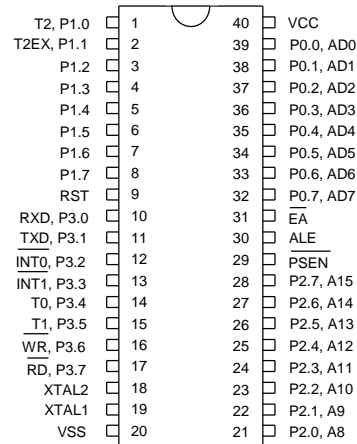 T2, P1.0 1 40 VCC
T2EX, P1.1 2 39 P0.0, AD0
P1.2 3 38 P0.1, AD1
P1.3 4 37 P0.2, AD2
P1.4 5 36 P0.3, AD3
P1.5 6 35 P0.4, AD4
P1.6 7 34 P0.5, AD5
P1.7 8 33 P0.6, AD6
RST 9 32 P0.7, AD7
RXD, P3.0 10 31 EA
TXD, P3.1 11 30 ALE
INT0, P3.2 12 29 PSEN
INT1, P3.3 13 28 P2.7, A15
T0, P3.4 14 27 P2.6, A14
T1, P3.5 15 26 P2.5, A13
WR, P3.6 16 25 P2.4, A12
RD, P3.7 17 24 P2.3, A11
XTAL2 18 23 P2.2, A10
XTAL1 19 22 P2.1, A9
VSS 20 21 P2.0, A8